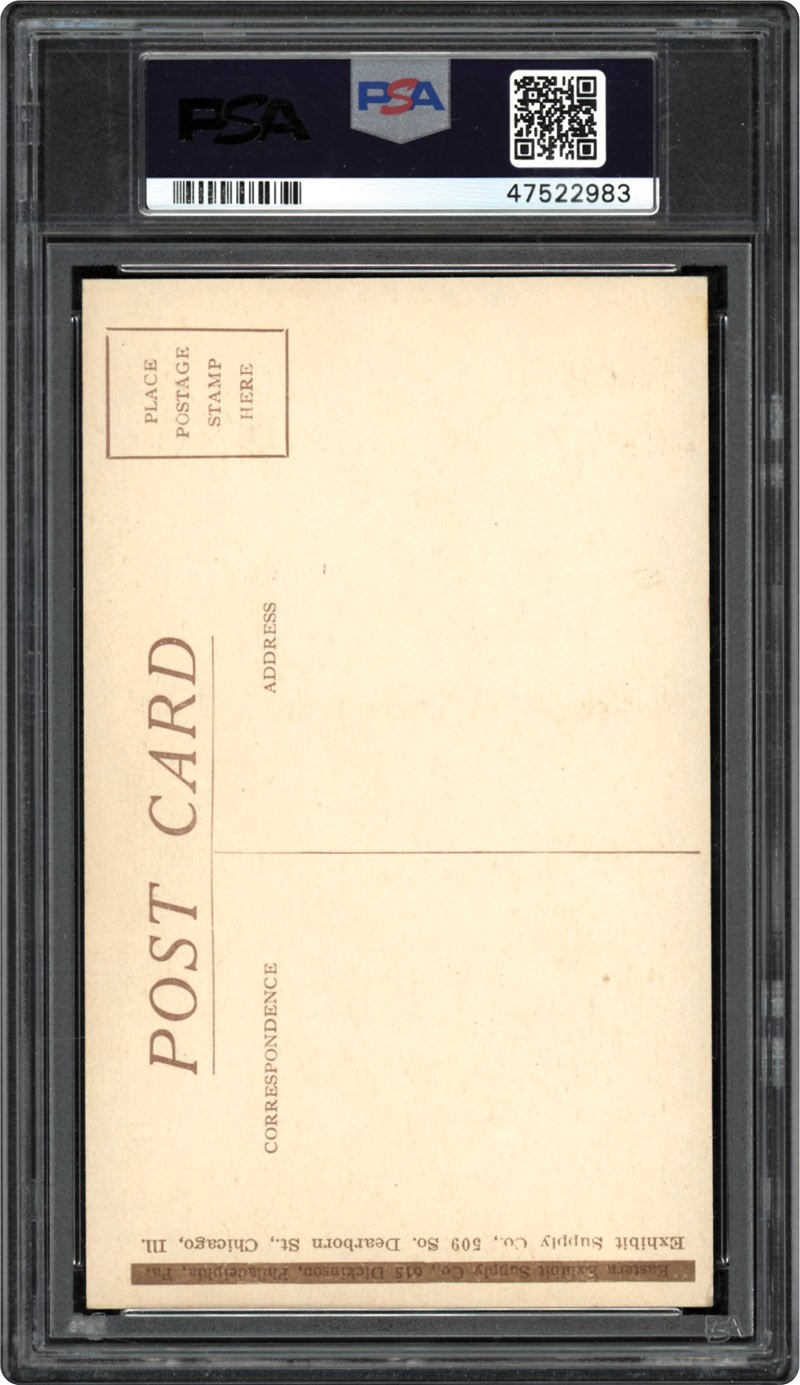 PSA
PSA
47522983
PLACE
POSTAGE
STAMP
HERE
POST CARD
ADDRESS
CORRESPONDENCE
Exhibit Supply Co., 509 So. Dearborn St., Chicago, Ill.
Eastern Exhibit Supply Co., 615 Dickinson, Philadelphia, Pa.
PSA